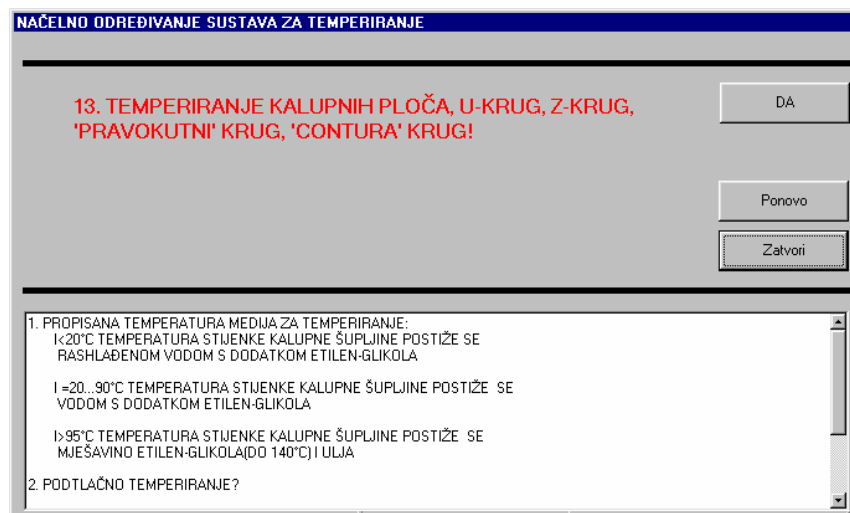 NAČELNO ODREĐIVANJE SUSTAVA ZA TEMPERIRANJE
13. TEMPERIRANJE KALUPNIH PLOČA, U-KRUG, Z-KRUG,
'PRAVOKUTNI' KRUG, 'CONTURA' KRUG!
DA
Ponovo
Zatvori
1. PROPISANA TEMPERATURA MEDIJA ZA TEMPERIRANJE:
I<20°C TEMPERATURA STIJENKE KALUPNE ŠUPLJINE POSTIŽE SE
RASHLAĐENOM VODOM S DODATKOM ETILEN-GLIKOLA
I =20...90°C TEMPERATURA STIJENKE KALUPNE ŠUPLJINE POSTIŽE SE
VODOM S DODATKOM ETILEN-GLIKOLA
I>95°C TEMPERATURA STIJENKE KALUPNE ŠUPLJINE POSTIŽE SE
MJEŠAVINO ETILEN-GLIKOLA(DO 140°C) I ULJA
2. PODTLAČNO TEMPERIRANJE?